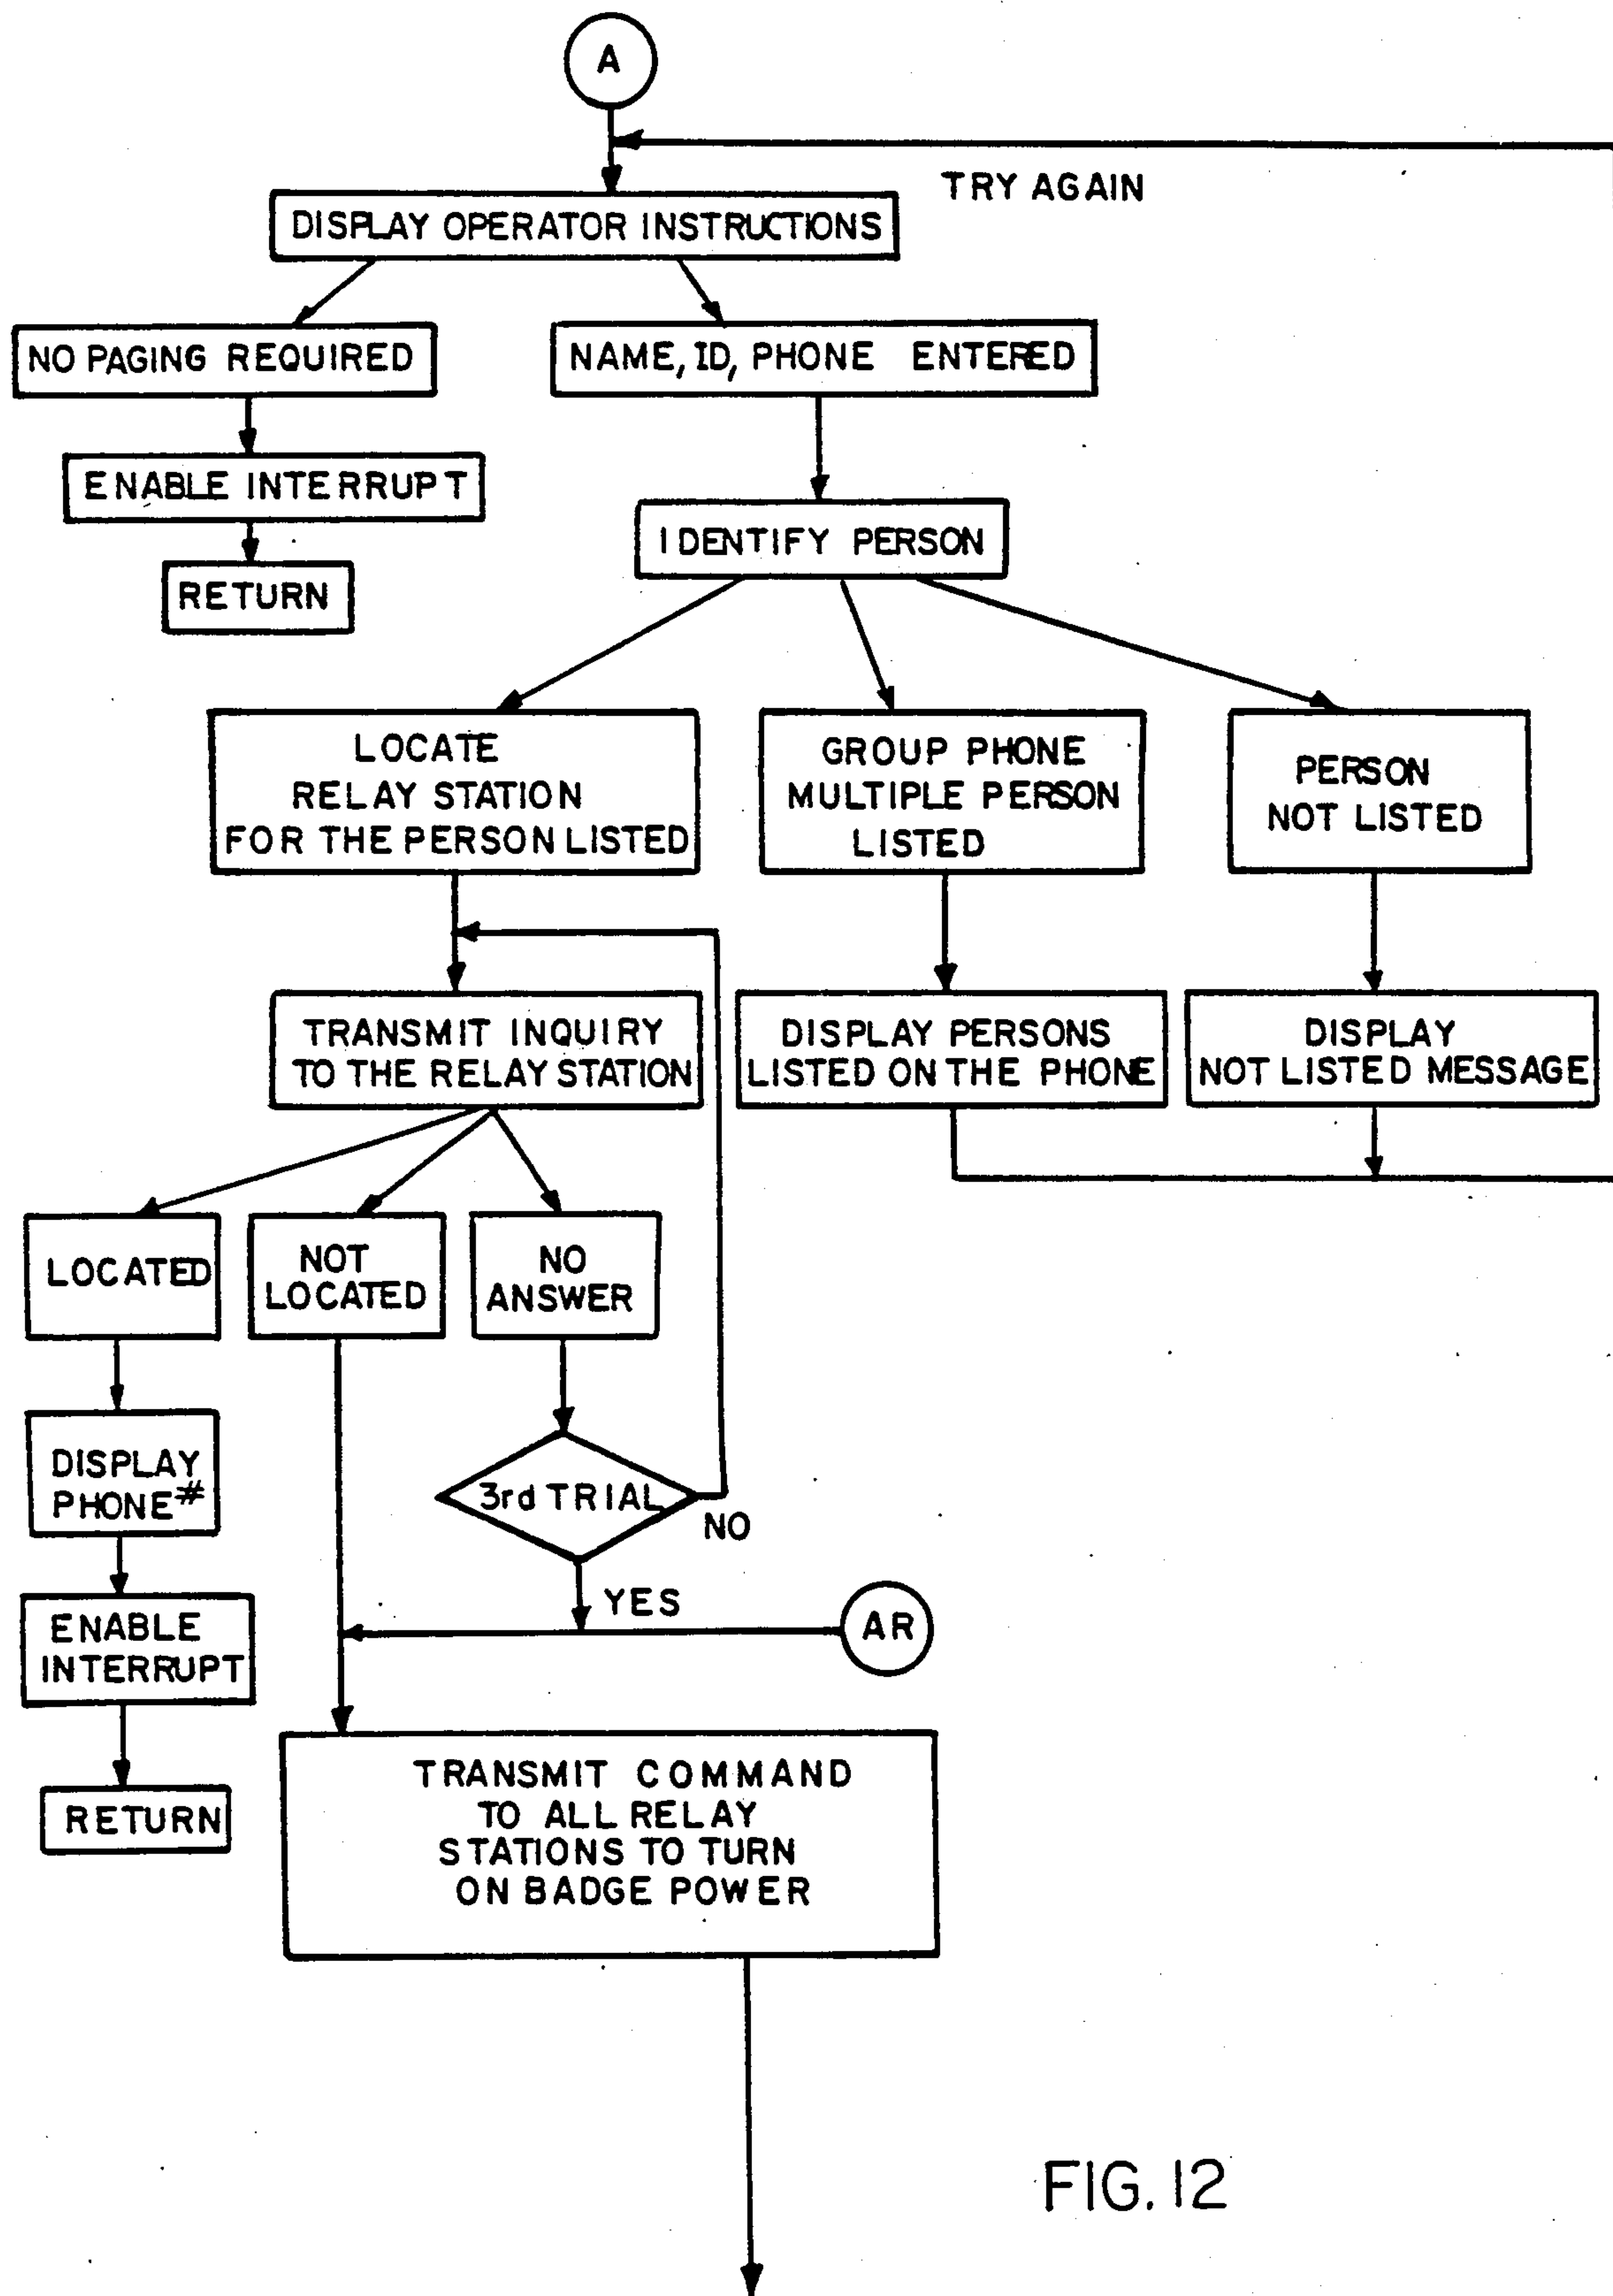 A
TRY AGAIN
DISPLAY OPERATOR INSTRUCTIONS
NO PAGING REQUIRED
NAME, ID, PHONE ENTERED
ENABLE INTERRUPT
IDENTIFY PERSON
RETURN
LOCATE
RELAY STATION
FOR THE PERSON LISTED
GROUP PHONE
MULTIPLE PERSON
LISTED
PERSON
NOT LISTED
TRANSMIT INQUIRY
TO THE RELAY STATION
DISPLAY PERSONS
LISTED ON THE PHONE
DISPLAY
NOT LISTED MESSAGE
LOCATED
NOT
LOCATED
NO
ANSWER
DISPLAY
PHONE#
3rd TRIAL
NO
YES
AR
ENABLE
INTERRUPT
RETURN
TRANSMIT COMMAND
TO ALL RELAY
STATIONS TO TURN
ON BADGE POWER
FIG. 12